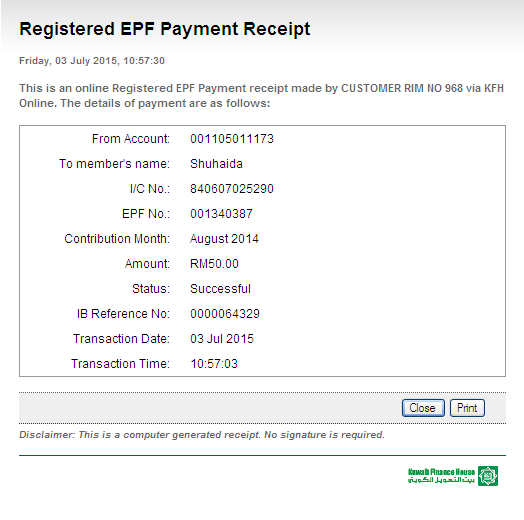 Registered EPF Payment Receipt
Friday, 03 July 2015, 10:57:30
This is an online Registered EPF Payment receipt made by CUSTOMER RIM NO 968 via KFH
Online. The details of payment are as follows:
From Account: 001105011173
To member's name: Shuhaida
I/C No.: 840607025290
EPF No.: 001340387
Contribution Month: August 2014
Amount: RM50.00
Status: Successful
IB Reference No: 0000064329
Transaction Date: 03 Jul 2015
Transaction Time: 10:57:03
Close Print
Disclaimer: This is a computer generated receipt. No signature is required.
Kuwait Finance House
بيت التمويل الكويتي